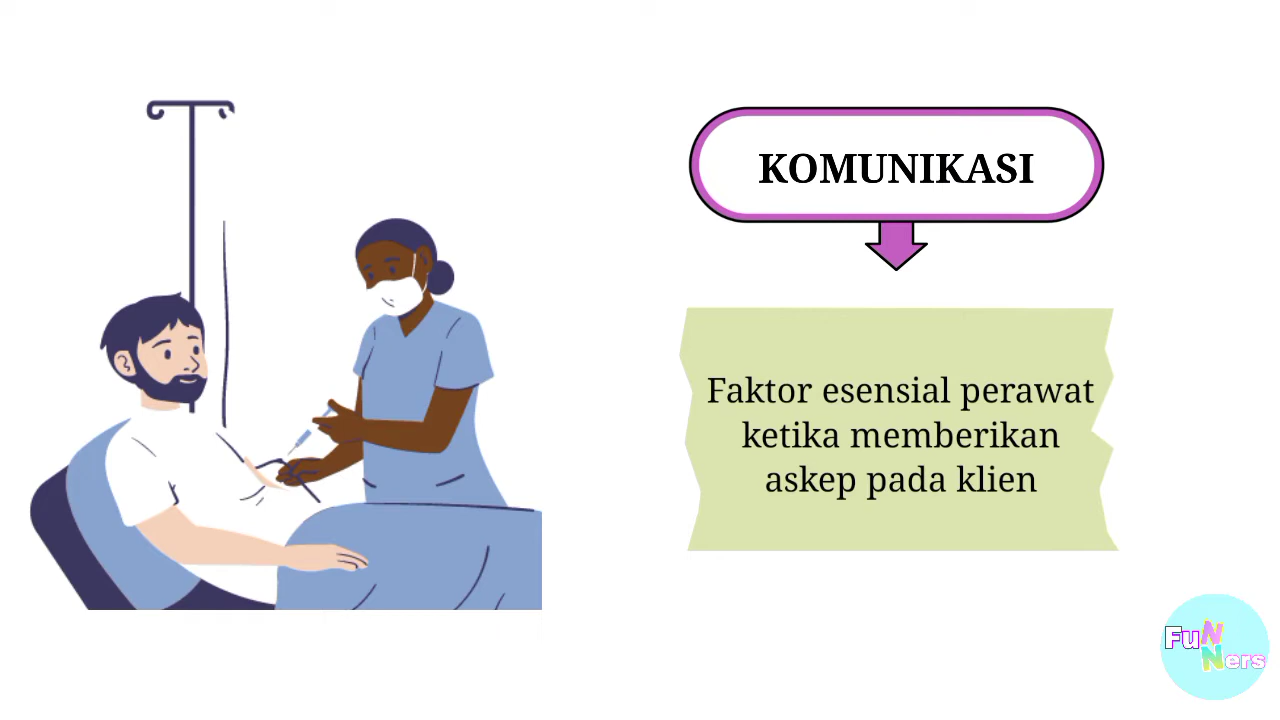 KOMUNIKASI
Faktor esensial perawat
ketika memberikan
askep pada klien
FuN
Ners